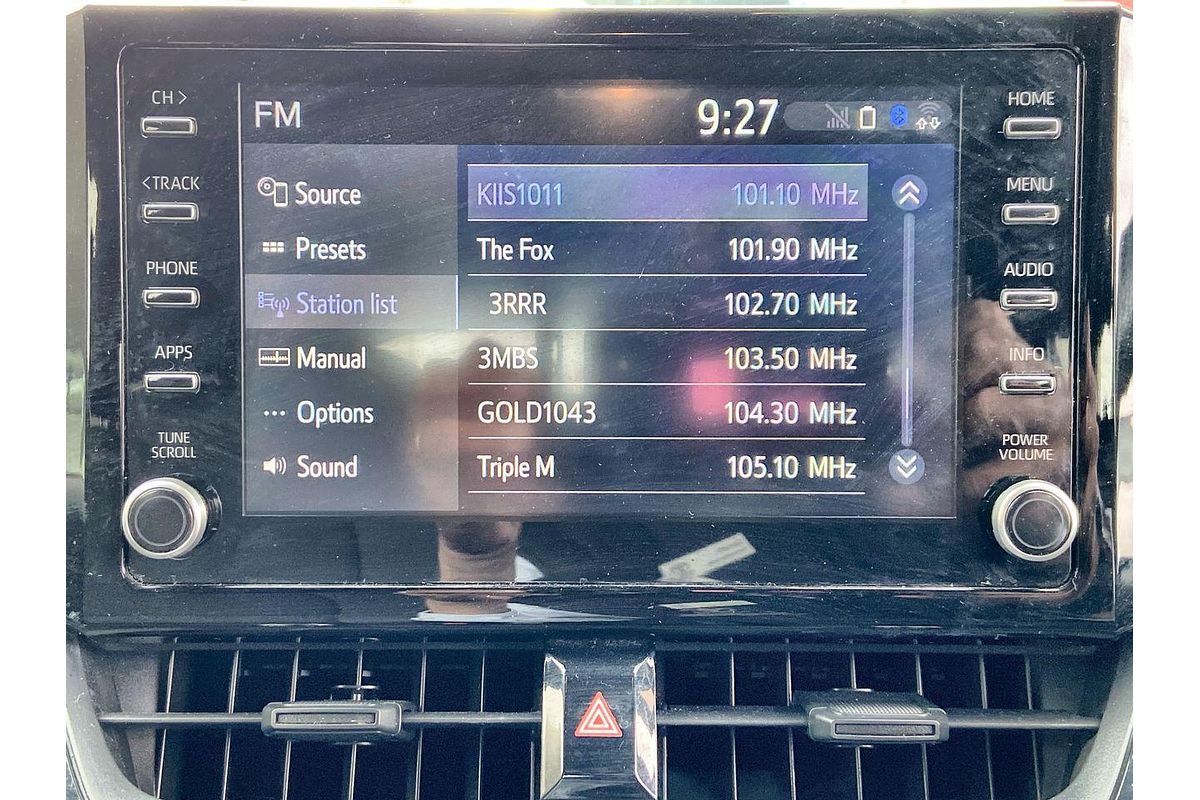 CH >
<TRACK
PHONE
APPS
TUNE
SCROLL
FM
9:27
Source
Presets
Station list
Manual
Options
Sound
KIIS1011 101.10 MHz
The Fox 101.90 MHz
3RRR 102.70 MHz
3MBS 103.50 MHz
GOLD1043 104.30 MHz
Triple M 105.10 MHz
HOME
MENU
AUDIO
INFO
POWER
VOLUME